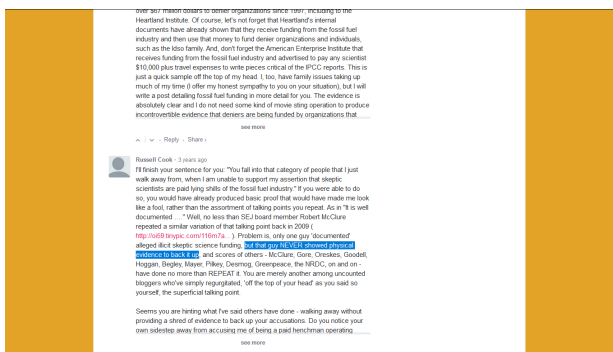 over $67 million dollars to denier organizations since 1997, including to the
Heartland Institute. Of course, let's not forget that Heartland's internal
documents have already shown that they receive funding from the fossil fuel
industry and then use that money to fund denier organizations and individuals,
such as the Idso family. And, don't forget the American Enterprise Institute that
receives funding from the fossil fuel industry and advertised to pay any scientist
$10,000 plus travel expenses to write pieces critical of the IPCC reports. This is
just a quick sample off the top of my head. I, too, have family issues taking up
much of my time (I offer my honest sympathy to you on your situation), but I will
write a post detailing fossil fuel funding in more detail for you. The evidence is
absolutely clear and I do not need some kind of movie sting operation to produce
incontrovertible evidence that deniers are being funded by organizations that
see more
Reply · Share ›
Russell Cook · 3 years ago
I'll finish your sentence for you: "You fall into that category of people that I just
walk away from, when I am unable to support my assertion that skeptic
scientists are paid lying shills of the fossil fuel industry." If you were able to do
so, you would have already produced basic proof that would have made me look
like a fool, rather than the assortment of talking points you repeat. As in "It is well
documented ...." Well, no less than SEJ board member Robert McClure
repeated a similar variation of that talking point back in 2009 (
http://oi59.tinypic.com/116m7a... ). Problem is, only one guy 'documented'
alleged illicit skeptic science funding, but that guy NEVER showed physical
evidence to back it up, and scores of others - McClure, Gore, Oreskes, Goodell,
Hoggan, Begley, Mayer, Pilkey, Desmog, Greenpeace, the NRDC, on and on -
have done no more than REPEAT it. You are merely another among uncounted
bloggers who've simply regurgitated, 'off the top of your head' as you said so
yourself, the superficial talking point.
Seems you are hinting what I've said others have done - walking away without
providing a shred of evidence to back up your accusations. Do you notice your
own sidestep away from accusing me of being a paid henchman operating
see more